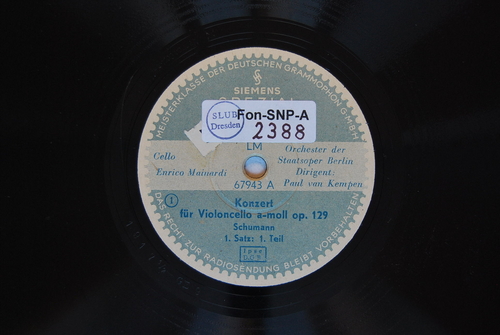 MEISTERKLASSE DER DEUTSCHEN GRAMMOPHON G.M.B.H
SIEMENS
SLUB
Dresden
Fon-SNP-A
2388
LM
Cello
Enrico Mainardi
Orchester der
Staatsoper Berlin
Dirigent:
Paul van Kempen
67943 A
1
Konzert
für Violoncello a-moll op. 129
Schumann
1. Satz: 1. Teil
DAS RECHT ZUR RADIOSENDUNG BLEIBT VORBEHALTEN